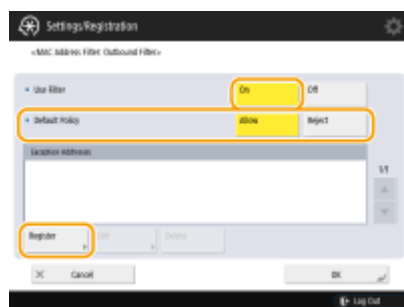 Settings/Registration
<MAC Address Filter: Outbound Filter>
Use Filter
On
Off
Default Policy
Allow
Reject
Exception Addresses
1/1
Register
Edit
Delete
Cancel
OK
Log Out